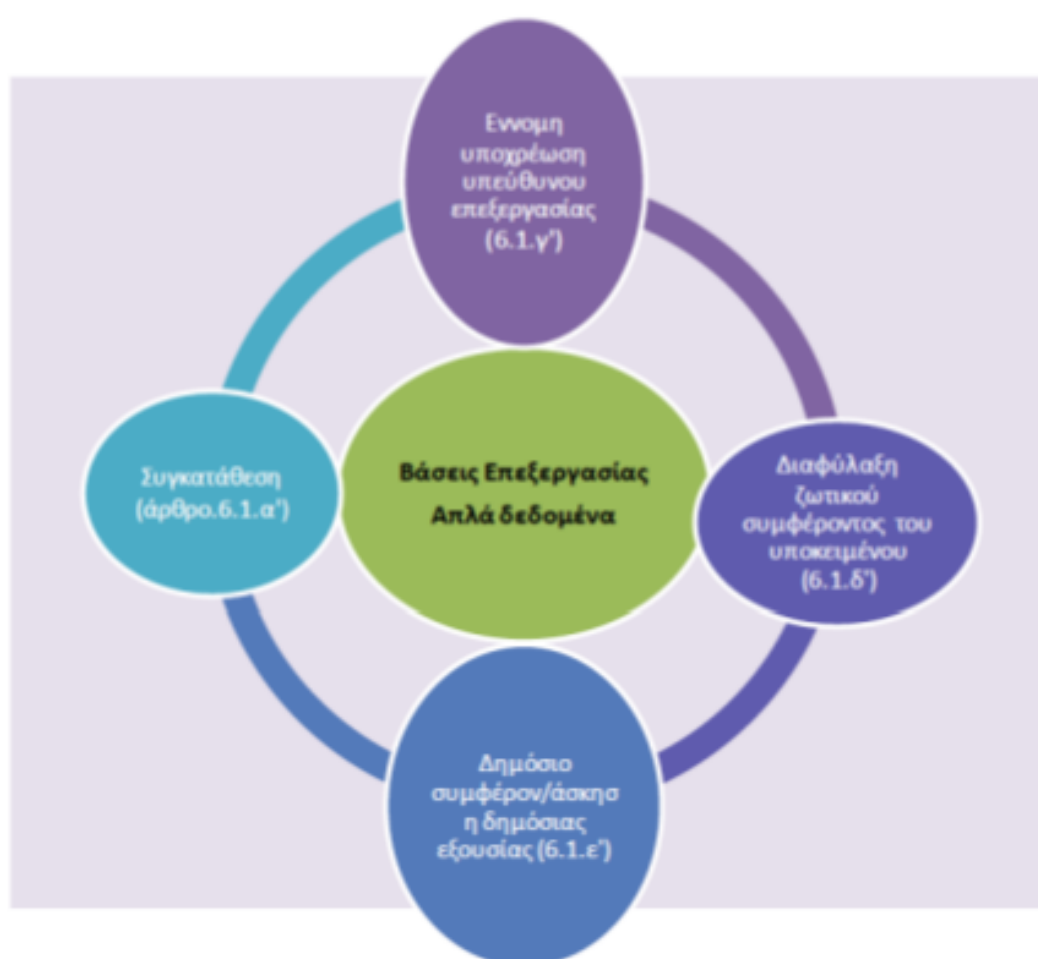 Εννομη
υποχρέωση
υπεύθυνου
επεξεργασίας
(6.1.γ')
Συγκατάθεση
(άρθρο.6.1.α')
Βάσεις Επεξεργασίας
Απλά δεδομένα
Διαφύλαξη
ζωτικού
συμφέροντος του
υποκειμένου
(6.1.δ')
Δημόσιο
συμφέρον/άσκησ
η δημόσιας
εξουσίας (6.1.ε')